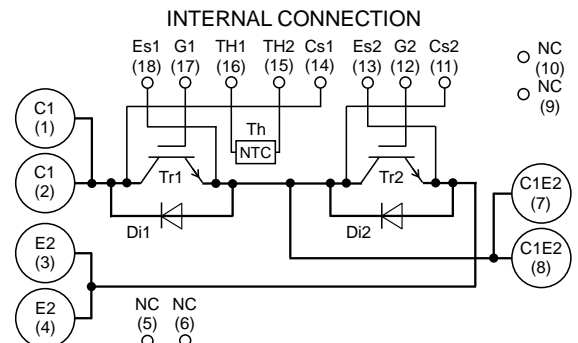 INTERNAL CONNECTION
Es1 G1 TH1 TH2 Cs1 Es2 G2 Cs2
(18) (17) (16) (15) (14) (13) (12) (11)
NC
(10)
NC
(9)
C1
(1)
Th
NTC
C1
(2)
Tr1
Tr2
C1E2
(7)
Di1
Di2
E2
(3)
C1E2
(8)
E2
(4)
NC NC
(5) (6)